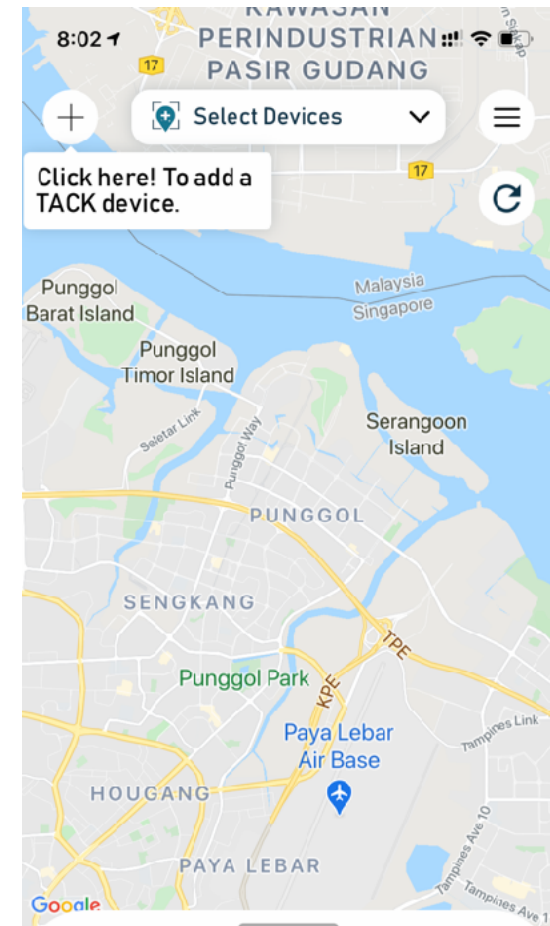 KAWASAN
8:02
PERINDUSTRIAN
17
PASIR GUDANG
Select Devices
Click here! To add a
TACK device.
17
Malaysia
Singapore
Punggol
Barat Island
Punggol
Timor Island
Seletar Link
Punggol Way
Serangoon
Island
PUNGGOL
SENGKANG
TPE
Punggol Park
KPE
Tampines Link
Paya Lebar
Air Base
HOUGANG
Tampines Ave 10
PAYA LEBAR
Tampines Ave 1
Google